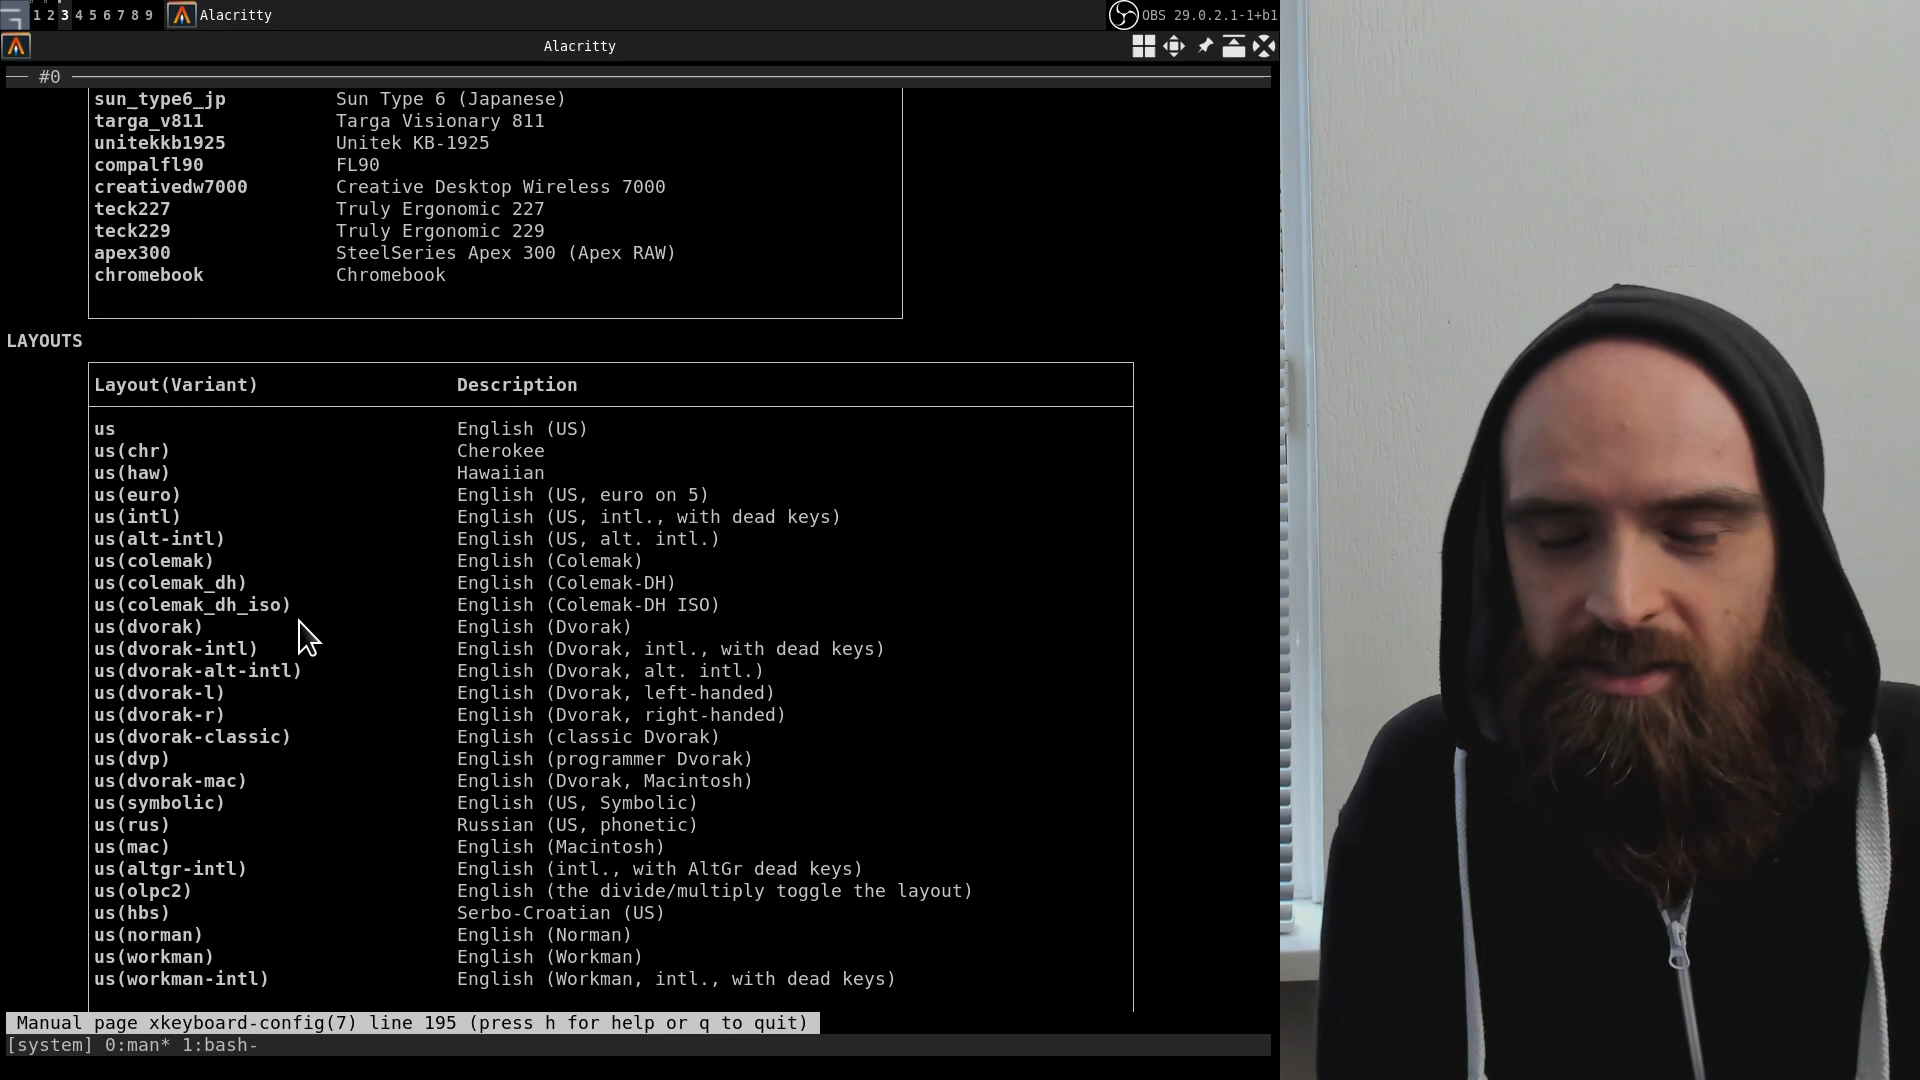 1 2 3 4 5 6 7 8 9 Alacritty OBS 29.0.2.1-1+b1
Alacritty
#0
sun_type6_jp Sun Type 6 (Japanese)
targa_v811 Targa Visionary 811
unitekkb1925 Unitek KB-1925
compalfl90 FL90
creativedw7000 Creative Desktop Wireless 7000
teck227 Truly Ergonomic 227
teck229 Truly Ergonomic 229
apex300 SteelSeries Apex 300 (Apex RAW)
chromebook Chromebook
LAYOUTS
Layout(Variant) Description
us English (US)
us(chr) Cherokee
us(haw) Hawaiian
us(euro) English (US, euro on 5)
us(intl) English (US, intl., with dead keys)
us(alt-intl) English (US, alt. intl.)
us(colemak) English (Colemak)
us(colemak_dh) English (Colemak-DH)
us(colemak_dh_iso) English (Colemak-DH ISO)
us(dvorak) English (Dvorak)
us(dvorak-intl) English (Dvorak, intl., with dead keys)
us(dvorak-alt-intl) English (Dvorak, alt. intl.)
us(dvorak-l) English (Dvorak, left-handed)
us(dvorak-r) English (Dvorak, right-handed)
us(dvorak-classic) English (classic Dvorak)
us(dvp) English (programmer Dvorak)
us(dvorak-mac) English (Dvorak, Macintosh)
us(symbolic) English (US, Symbolic)
us(rus) Russian (US, phonetic)
us(mac) English (Macintosh)
us(altgr-intl) English (intl., with AltGr dead keys)
us(olpc2) English (the divide/multiply toggle the layout)
us(hbs) Serbo-Croatian (US)
us(norman) English (Norman)
us(workman) English (Workman)
us(workman-intl) English (Workman, intl., with dead keys)
Manual page xkeyboard-config(7) line 195 (press h for help or q to quit)
[system] 0:man* 1:bash-